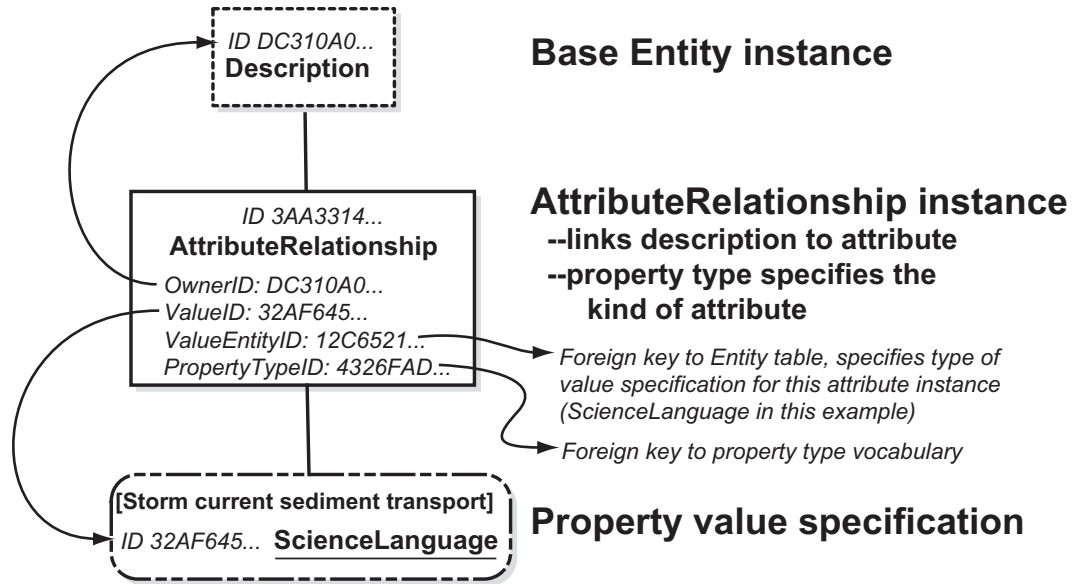 ID DC310A0...
Description
Base Entity instance
ID 3AA3314...
AttributeRelationship
OwnerID: DC310A0...
ValueID: 32AF645...
ValueEntityID: 12C6521...
PropertyTypeID: 4326FAD...
AttributeRelationship instance
--links description to attribute
--property type specifies the
kind of attribute
Foreign key to Entity table, specifies type of
value specification for this attribute instance
(ScienceLanguage in this example)
Foreign key to property type vocabulary
[Storm current sediment transport]
ID 32AF645... ScienceLanguage
Property value specification